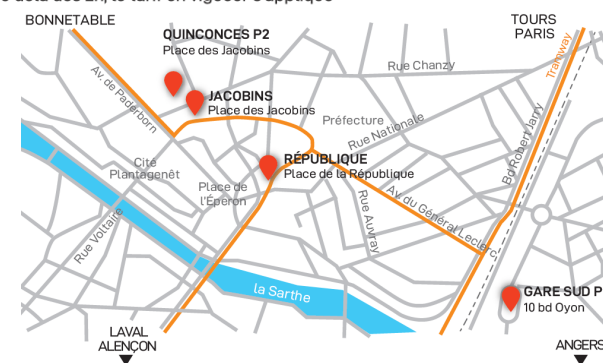 BONNETABLE
TOURS
PARIS
QUINCONCES P2
Place des Jacobins
Tramway
Rue Chanzy
Av. de Paderborn
JACOBINS
Place des Jacobins
Préfecture
Rue Nationale
Bd Robert Jarry
Cité
Plantagenêt
RÉPUBLIQUE
Place de la République
Place de
l'Éperon
Rue Voltaire
Rue Auvray
Av. du Général Leclerc
la Sarthe
GARE SUD P
10 bd Oyon
LAVAL
ALENÇON
ANGERS